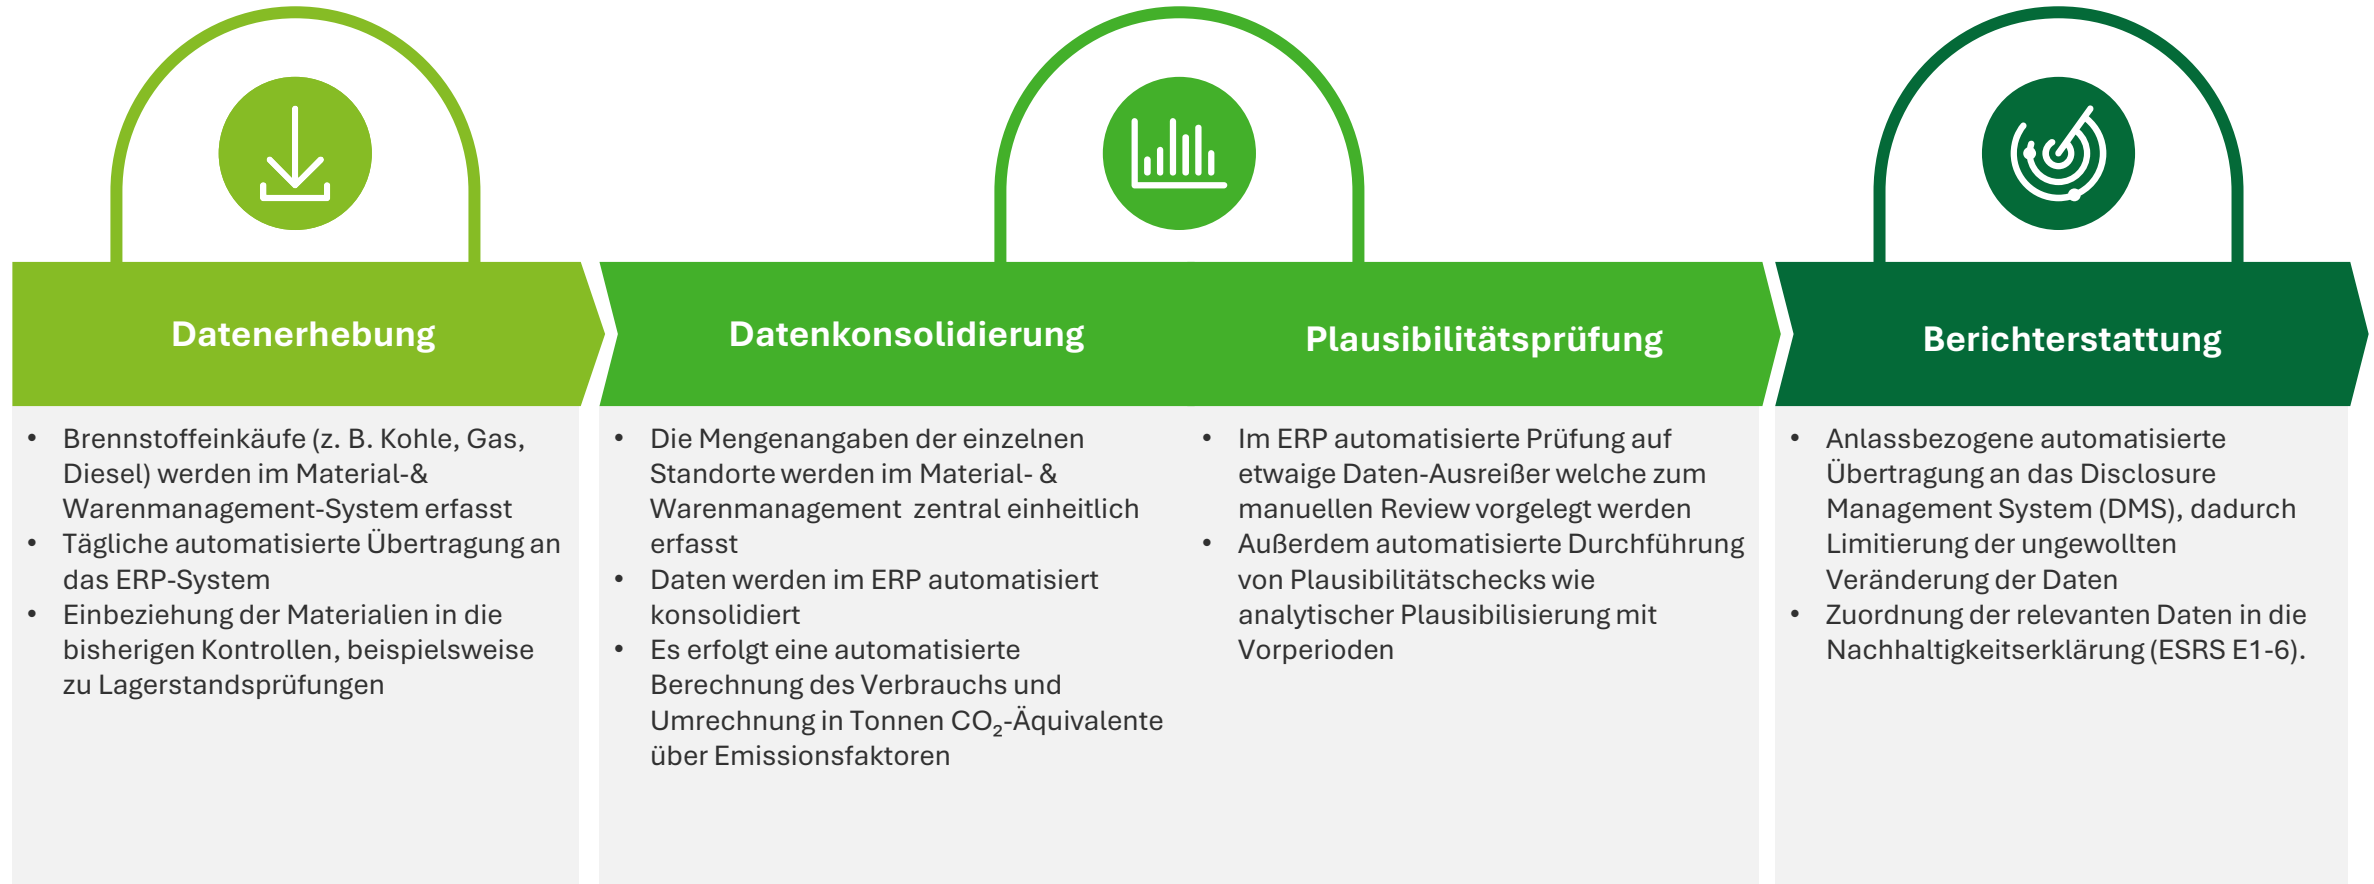 Datenerhebung
• Brennstoffeinkäufe (z. B. Kohle, Gas,
Diesel) werden im Material-&
Warenmanagement-System erfasst
• Tägliche automatisierte Übertragung an
das ERP-System
• Einbeziehung der Materialien in die
bisherigen Kontrollen, beispielsweise
zu Lagerstandsprüfungen
Datenkonsolidierung
• Die Mengenangaben der einzelnen
Standorte werden im Material- &
Warenmanagement  zentral einheitlich
erfasst
• Daten werden im ERP automatisiert
konsolidiert
• Es erfolgt eine automatisierte
Berechnung des Verbrauchs und
Umrechnung in Tonnen CO₂-Äquivalente
über Emissionsfaktoren
Plausibilitätsprüfung
• Im ERP automatisierte Prüfung auf
etwaige Daten-Ausreißer welche zum
manuellen Review vorgelegt werden
• Außerdem automatisierte Durchführung
von Plausibilitätschecks wie
analytischer Plausibilisierung mit
Vorperioden
Berichterstattung
• Anlassbezogene automatisierte
Übertragung an das Disclosure
Management System (DMS), dadurch
Limitierung der ungewollten
Veränderung der Daten
• Zuordnung der relevanten Daten in die
Nachhaltigkeitserklärung (ESRS E1-6).